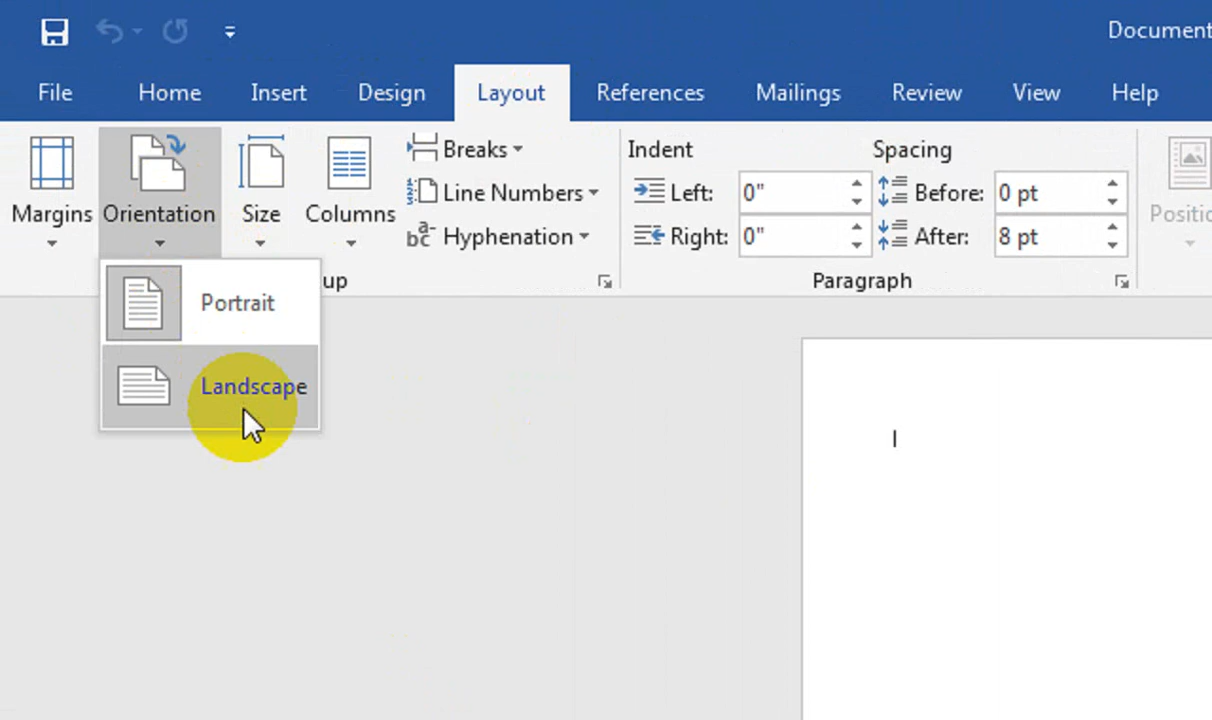 Document
File Home Insert Design Layout References Mailings Review View Help
Breaks Indent Spacing
Line Numbers Left: 0" Before: 0 pt
Margins Orientation Size Columns
Hyphenation Right: 0" After: 8 pt
up Paragraph
Portrait
Landscape